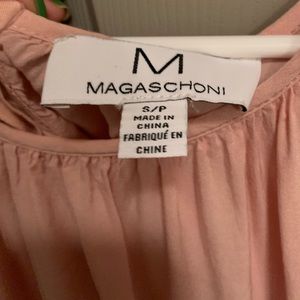 M
MAGASCHONI
S/P
MADE IN
CHINA
FABRIQUÉ EN
CHINE